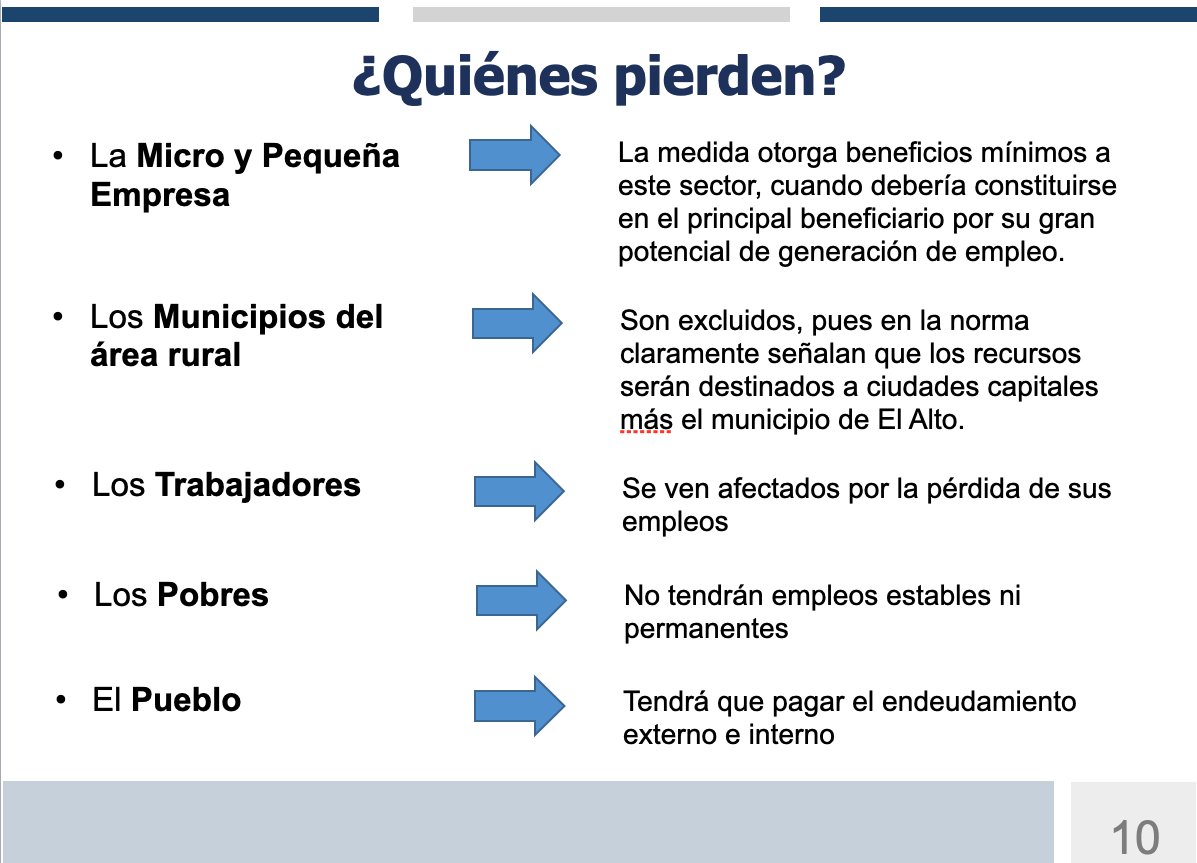 ¿Quiénes pierden?
• La Micro y Pequeña
Empresa
La medida otorga beneficios mínimos a
este sector, cuando debería constituirse
en el principal beneficiario por su gran
potencial de generación de empleo.
• Los Municipios del
área rural
Son excluidos, pues en la norma
claramente señalan que los recursos
serán destinados a ciudades capitales
más el municipio de El Alto.
• Los Trabajadores
Se ven afectados por la pérdida de sus
empleos
• Los Pobres
No tendrán empleos estables ni
permanentes
• El Pueblo
Tendrá que pagar el endeudamiento
externo e interno
10